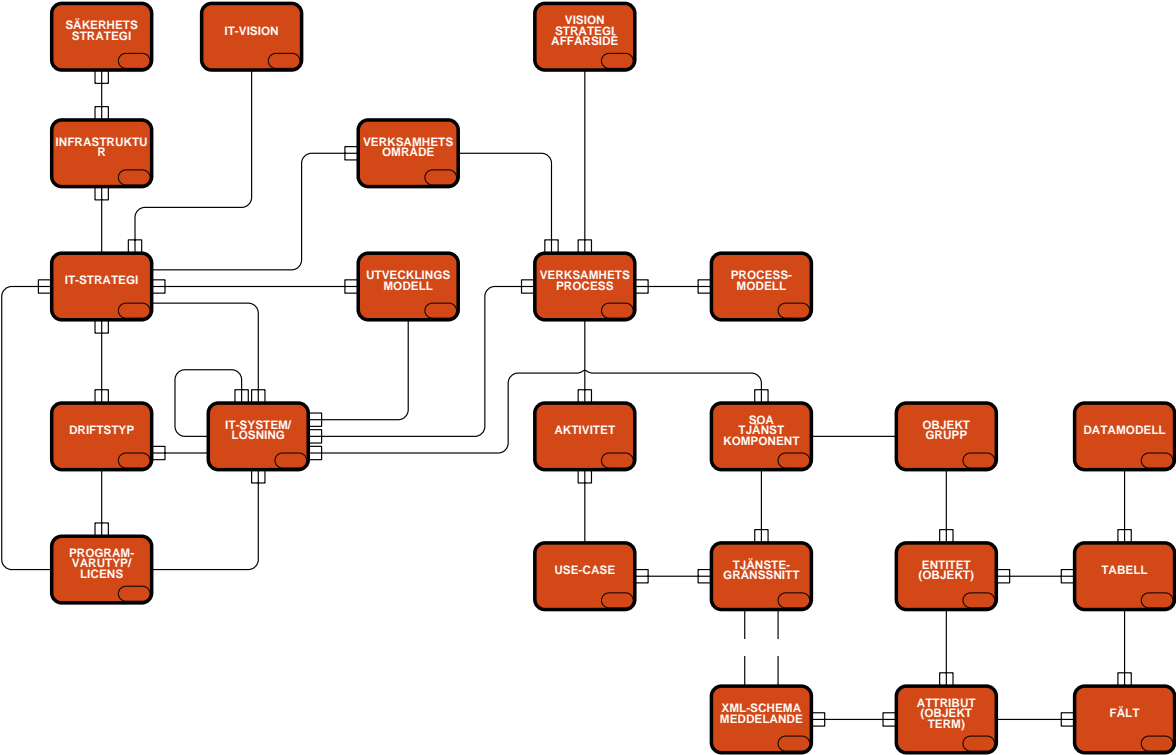 SÄKERHETS
STRATEGI
IT-VISION
VISION
STRATEGI
AFFÄRSIDÉ
INFRASTRUKTU
R
VERKSAMHETS
OMRÅDE
IT-STRATEGI
UTVECKLINGS
MODELL
VERKSAMHETS
PROCESS
PROCESS-
MODELL
DRIFTSTYP
IT-SYSTEM/
LÖSNING
AKTIVITET
SOA
TJÄNST
KOMPONENT
OBJEKT
GRUPP
DATAMODELL
PROGRAM-
VARUTYP/
LICENS
USE-CASE
TJÄNSTE-
GRÄNSSNITT
ENTITET
(OBJEKT)
TABELL
XML-SCHEMA
MEDDELANDE
ATTRIBUT
(OBJEKT
TERM)
FÄLT